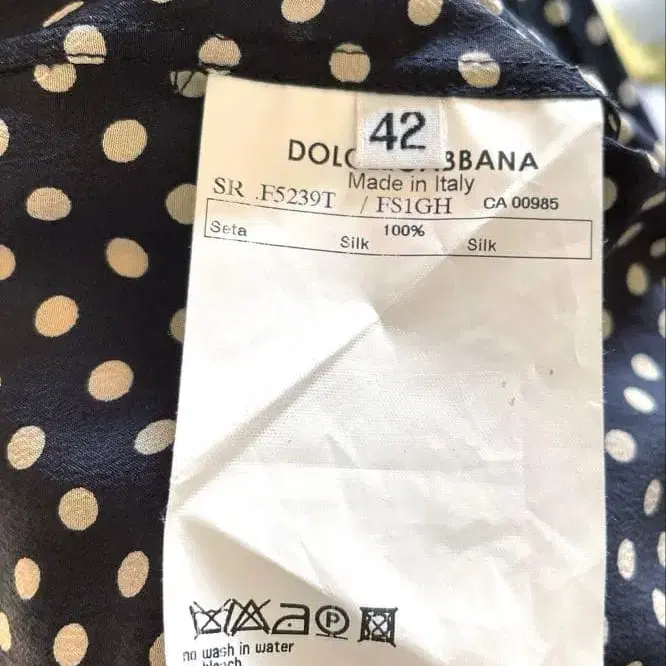 42
DOLC BBANA
Made in Italy
SR .F5239T / FS1GH CA 00985
Seta 100%
Silk Silk
no wash in water
bleach